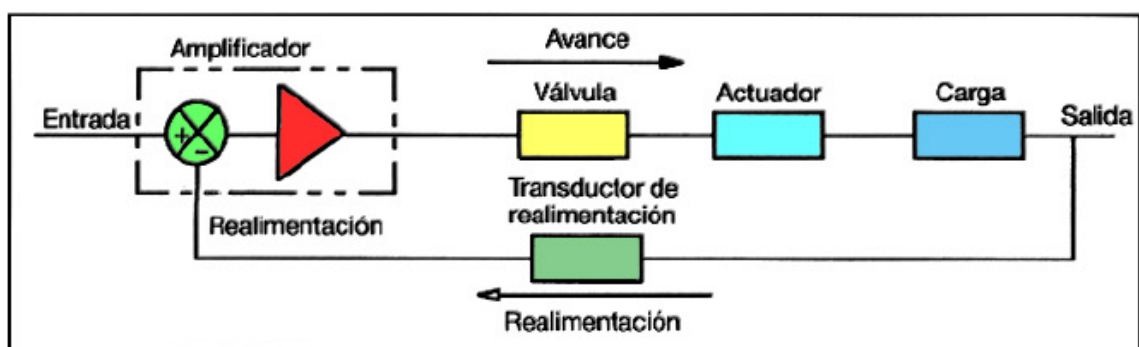 Amplificador
Avance
Entrada
+
-
Válvula
Actuador
Carga
Salida
Realimentación
Transductor de
realimentación
Realimentación